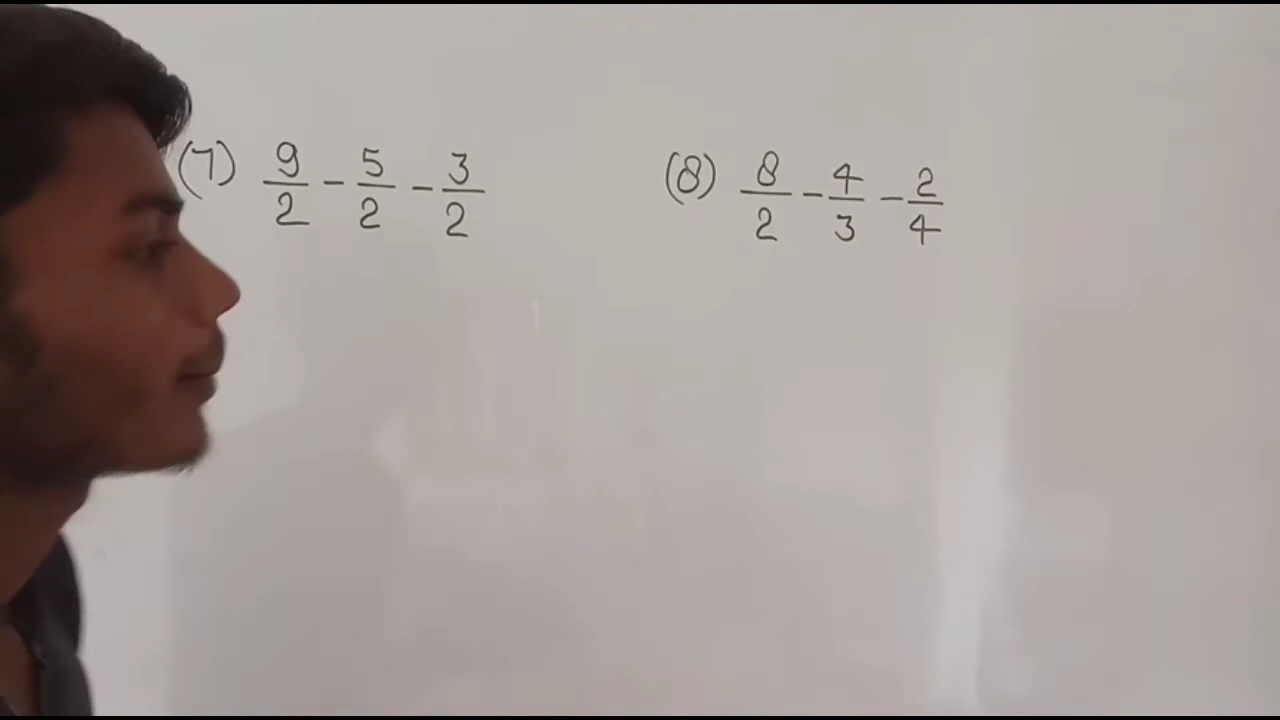 (7) 9/2 - 5/2 - 3/2
(8) 8/2 - 4/3 - 2/4